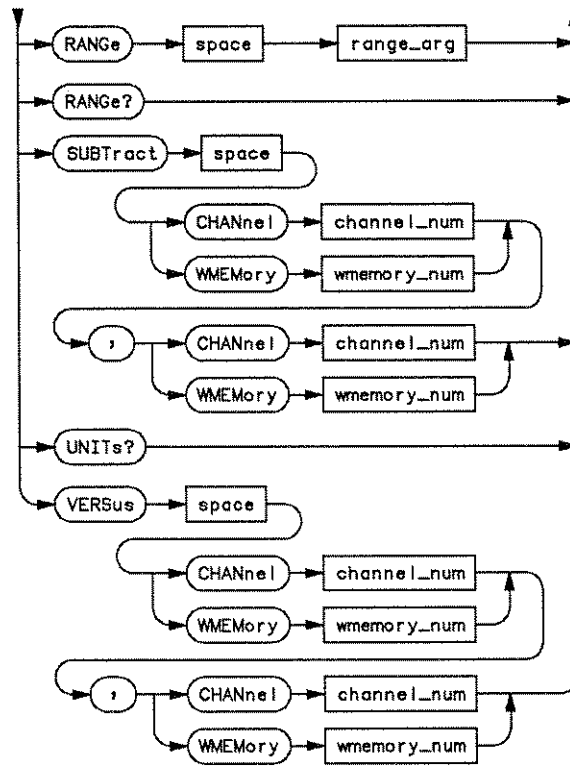 RANGe space range_arg
RANGe?
SUBTract space
CHANnel channel_num
WMEMory wmemory_num
, CHANnel channel_num
WMEMory wmemory_num
UNITs?
VERSus space
CHANnel channel_num
WMEMory wmemory_num
, CHANnel channel_num
WMEMory wmemory_num